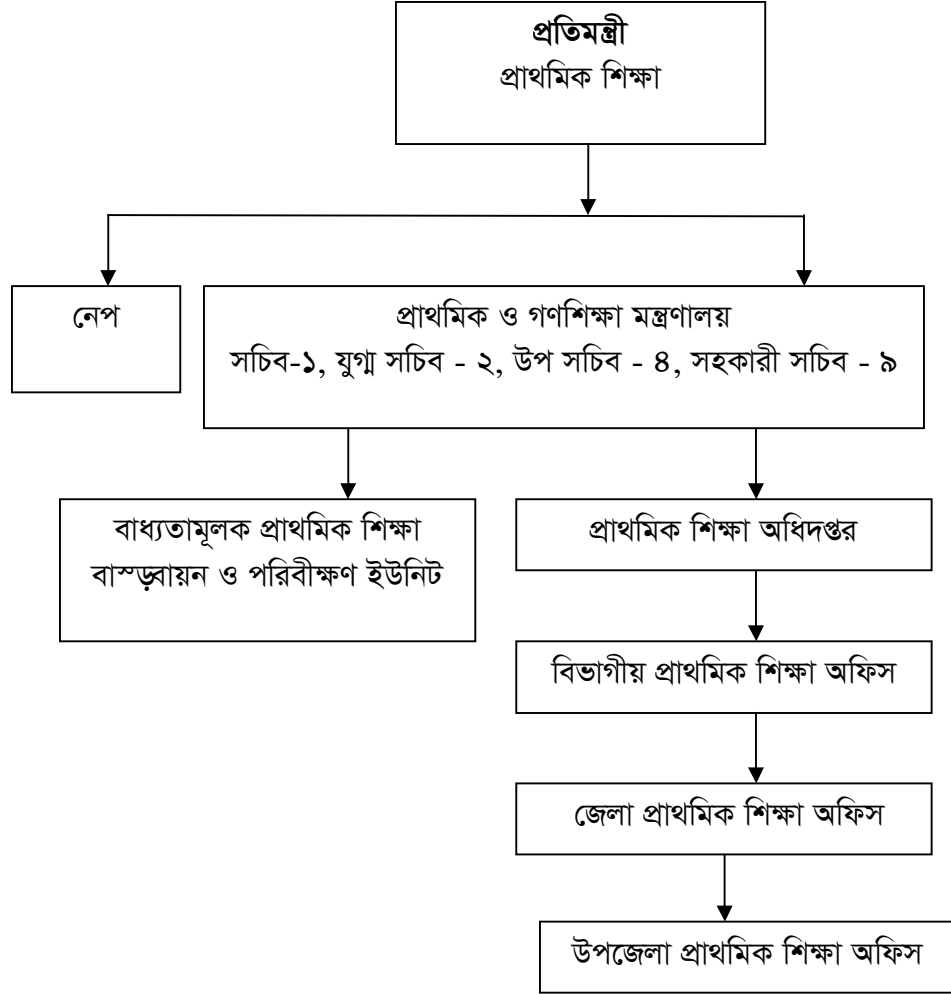 প্রতিমন্ত্রী
প্রাথমিক শিক্ষা
নেপ
প্রাথমিক ও গণশিক্ষা মন্ত্রণালয়
সচিব-১, যুগ্ম সচিব - ২, উপ সচিব - ৪, সহকারী সচিব - ৯
বাধ্যতামূলক প্রাথমিক শিক্ষা
বাস্ড়্বায়ন ও পরিবীক্ষণ ইউনিট
প্রাথমিক শিক্ষা অধিদপ্তর
বিভাগীয় প্রাথমিক শিক্ষা অফিস
জেলা প্রাথমিক শিক্ষা অফিস
উপজেলা প্রাথমিক শিক্ষা অফিস